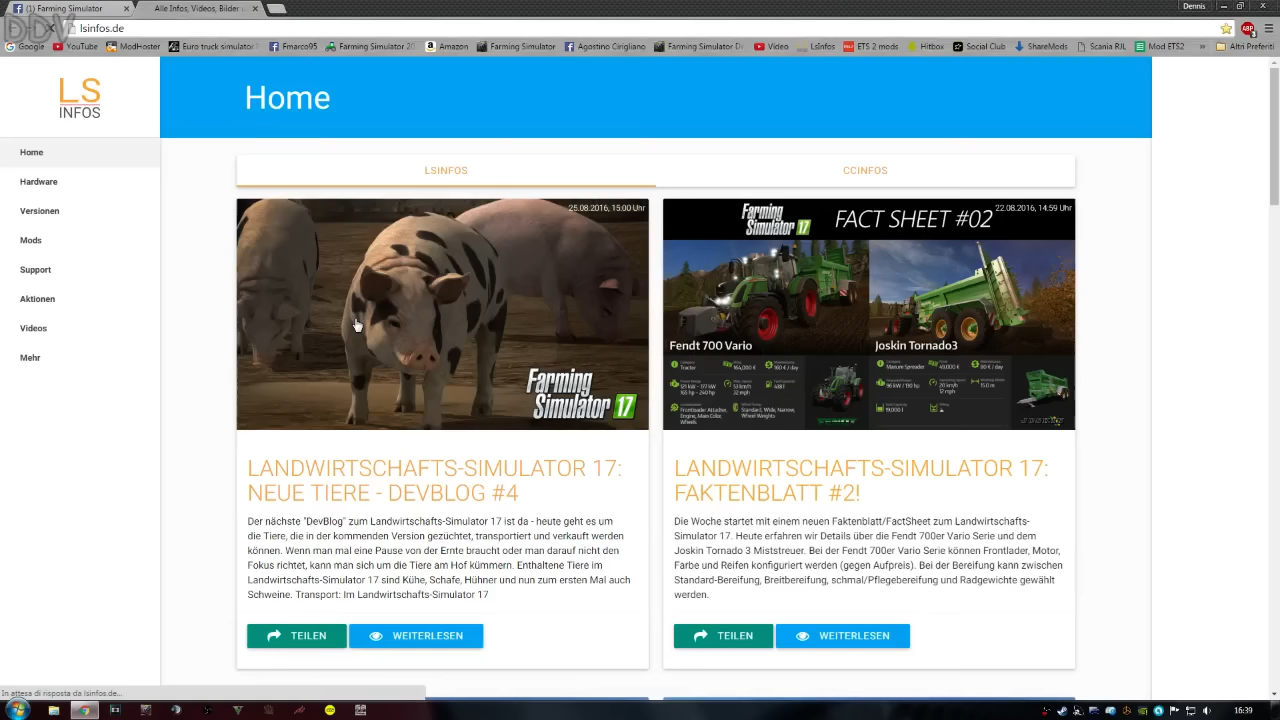 DDV
(1) Facebook
Alle Infos, Videos, Bilder un
Dennis
lsinfos.de
Google
YouTube
ModHoster
Euro truck simulator
Fmarco95
Farming Simulator 20
Amazon
Farming Simulator
Agostino Cirigliano
Farming Simulator De
Video
LsInfos
ETS 2 mods
Hitbox
Social Club
ShareMods
Scania RJL
Mod ETS2
Altri Preferiti
LS
INFOS
Home
Home
Hardware
Versionen
Mods
Support
Aktionen
Videos
Mehr
LSINFOS
CCINFOS
25.08.2016, 15:00 Uhr
Farming
Simulator 17
LANDWIRTSCHAFTS-SIMULATOR 17:
NEUE TIERE - DEVBLOG #4
Der nächste "DevBlog" zum Landwirtschafts-Simulator 17 ist da - heute geht es um
die Tiere, die in der kommenden Version gezüchtet, transportiert und verkauft werden
können. Wenn man mal eine Pause von der Ernte braucht oder man darauf nicht den
Fokus richtet, kann man sich um die Tiere am Hof kümmern. Enthaltene Tiere im
Landwirtschafts-Simulator 17 sind Kühe, Schafe, Hühner und nun zum ersten Mal auch
Schweine. Transport: Im Landwirtschafts-Simulator 17
TEILEN
WEITERLESEN
Farming
Simulator 17
FACT SHEET #02
22.08.2016, 14:59 Uhr
Fendt 700 Vario
Joskin Tornado3
LANDWIRTSCHAFTS-SIMULATOR 17:
FAKTENBLATT #2!
Die Woche startet mit einem neuen Faktenblatt/FactSheet zum Landwirtschafts-
Simulator 17. Heute erfahren wir Details über die Fendt 700er Vario Serie und dem
Joskin Tornado 3 Miststreuer. Bei der Fendt 700er Vario Serie können Frontlader, Motor,
Farbe und Reifen konfiguriert werden (gegen Aufpreis). Bei der Bereifung kann zwischen
Standard-Bereifung, Breitbereifung, schmal/Pflegebereifung und Radgewichte gewählt
werden.
TEILEN
WEITERLESEN
In attesa di risposta da lsinfos.de...
16:39